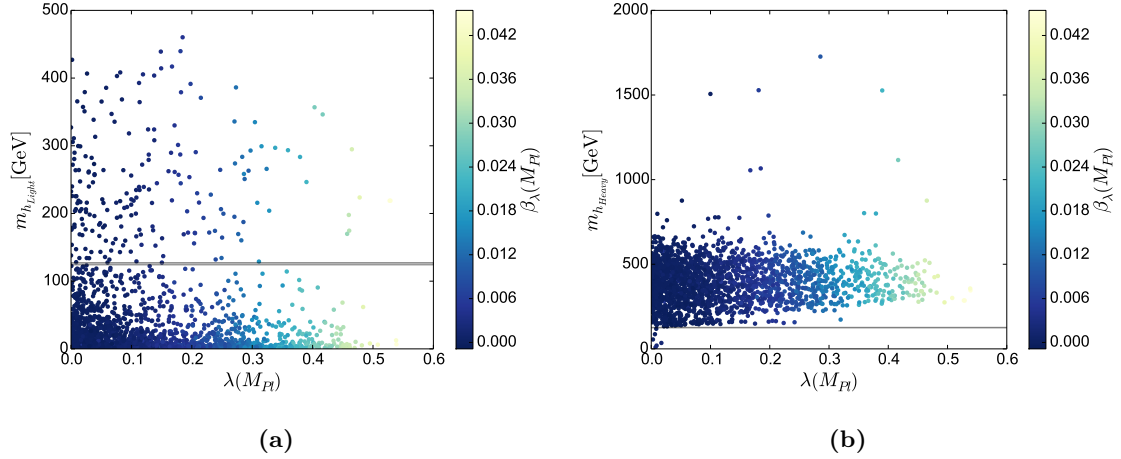 500
400
300
200
100
0
m_{h_{Light}}[GeV]
0.0 0.1 0.2 0.3 0.4 0.5 0.6
λ(M_{Pl})
0.042
0.036
0.030
0.024
0.018
0.012
0.006
0.000
β_λ(M_{Pl})
(a)
2000
1500
1000
500
0
m_{h_{Heavy}}[GeV]
0.0 0.1 0.2 0.3 0.4 0.5 0.6
λ(M_{Pl})
0.042
0.036
0.030
0.024
0.018
0.012
0.006
0.000
β_λ(M_{Pl})
(b)